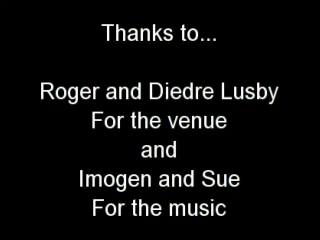 Thanks to...
Roger and Diedre Lusby
For the venue
and
Imogen and Sue
For the music